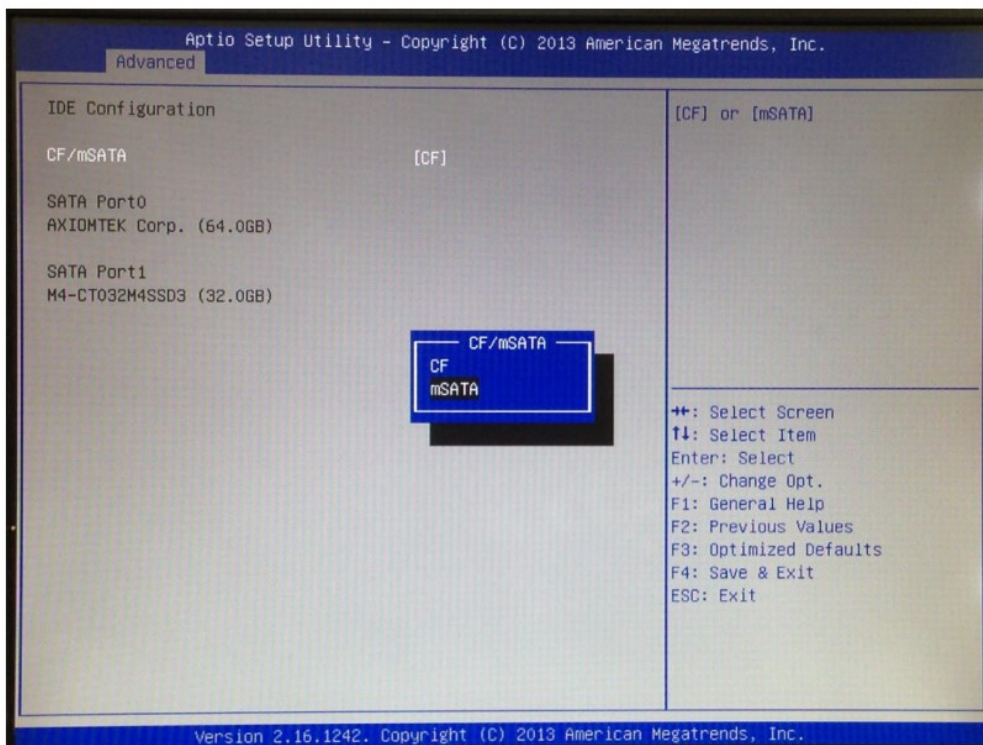 Aptio Setup Utility - Copyright (C) 2013 American Megatrends, Inc.
Advanced
IDE Configuration
CF/mSATA [CF]
SATA Port0
AXIOMTEK Corp. (64.0GB)
SATA Port1
M4-CT032M4SSD3 (32.0GB)
CF/mSATA
CF
mSATA
[CF] or [mSATA]
→←: Select Screen
↑↓: Select Item
Enter: Select
+/-: Change Opt.
F1: General Help
F2: Previous Values
F3: Optimized Defaults
F4: Save & Exit
ESC: Exit
Version 2.16.1242. Copyright (C) 2013 American Megatrends, Inc.